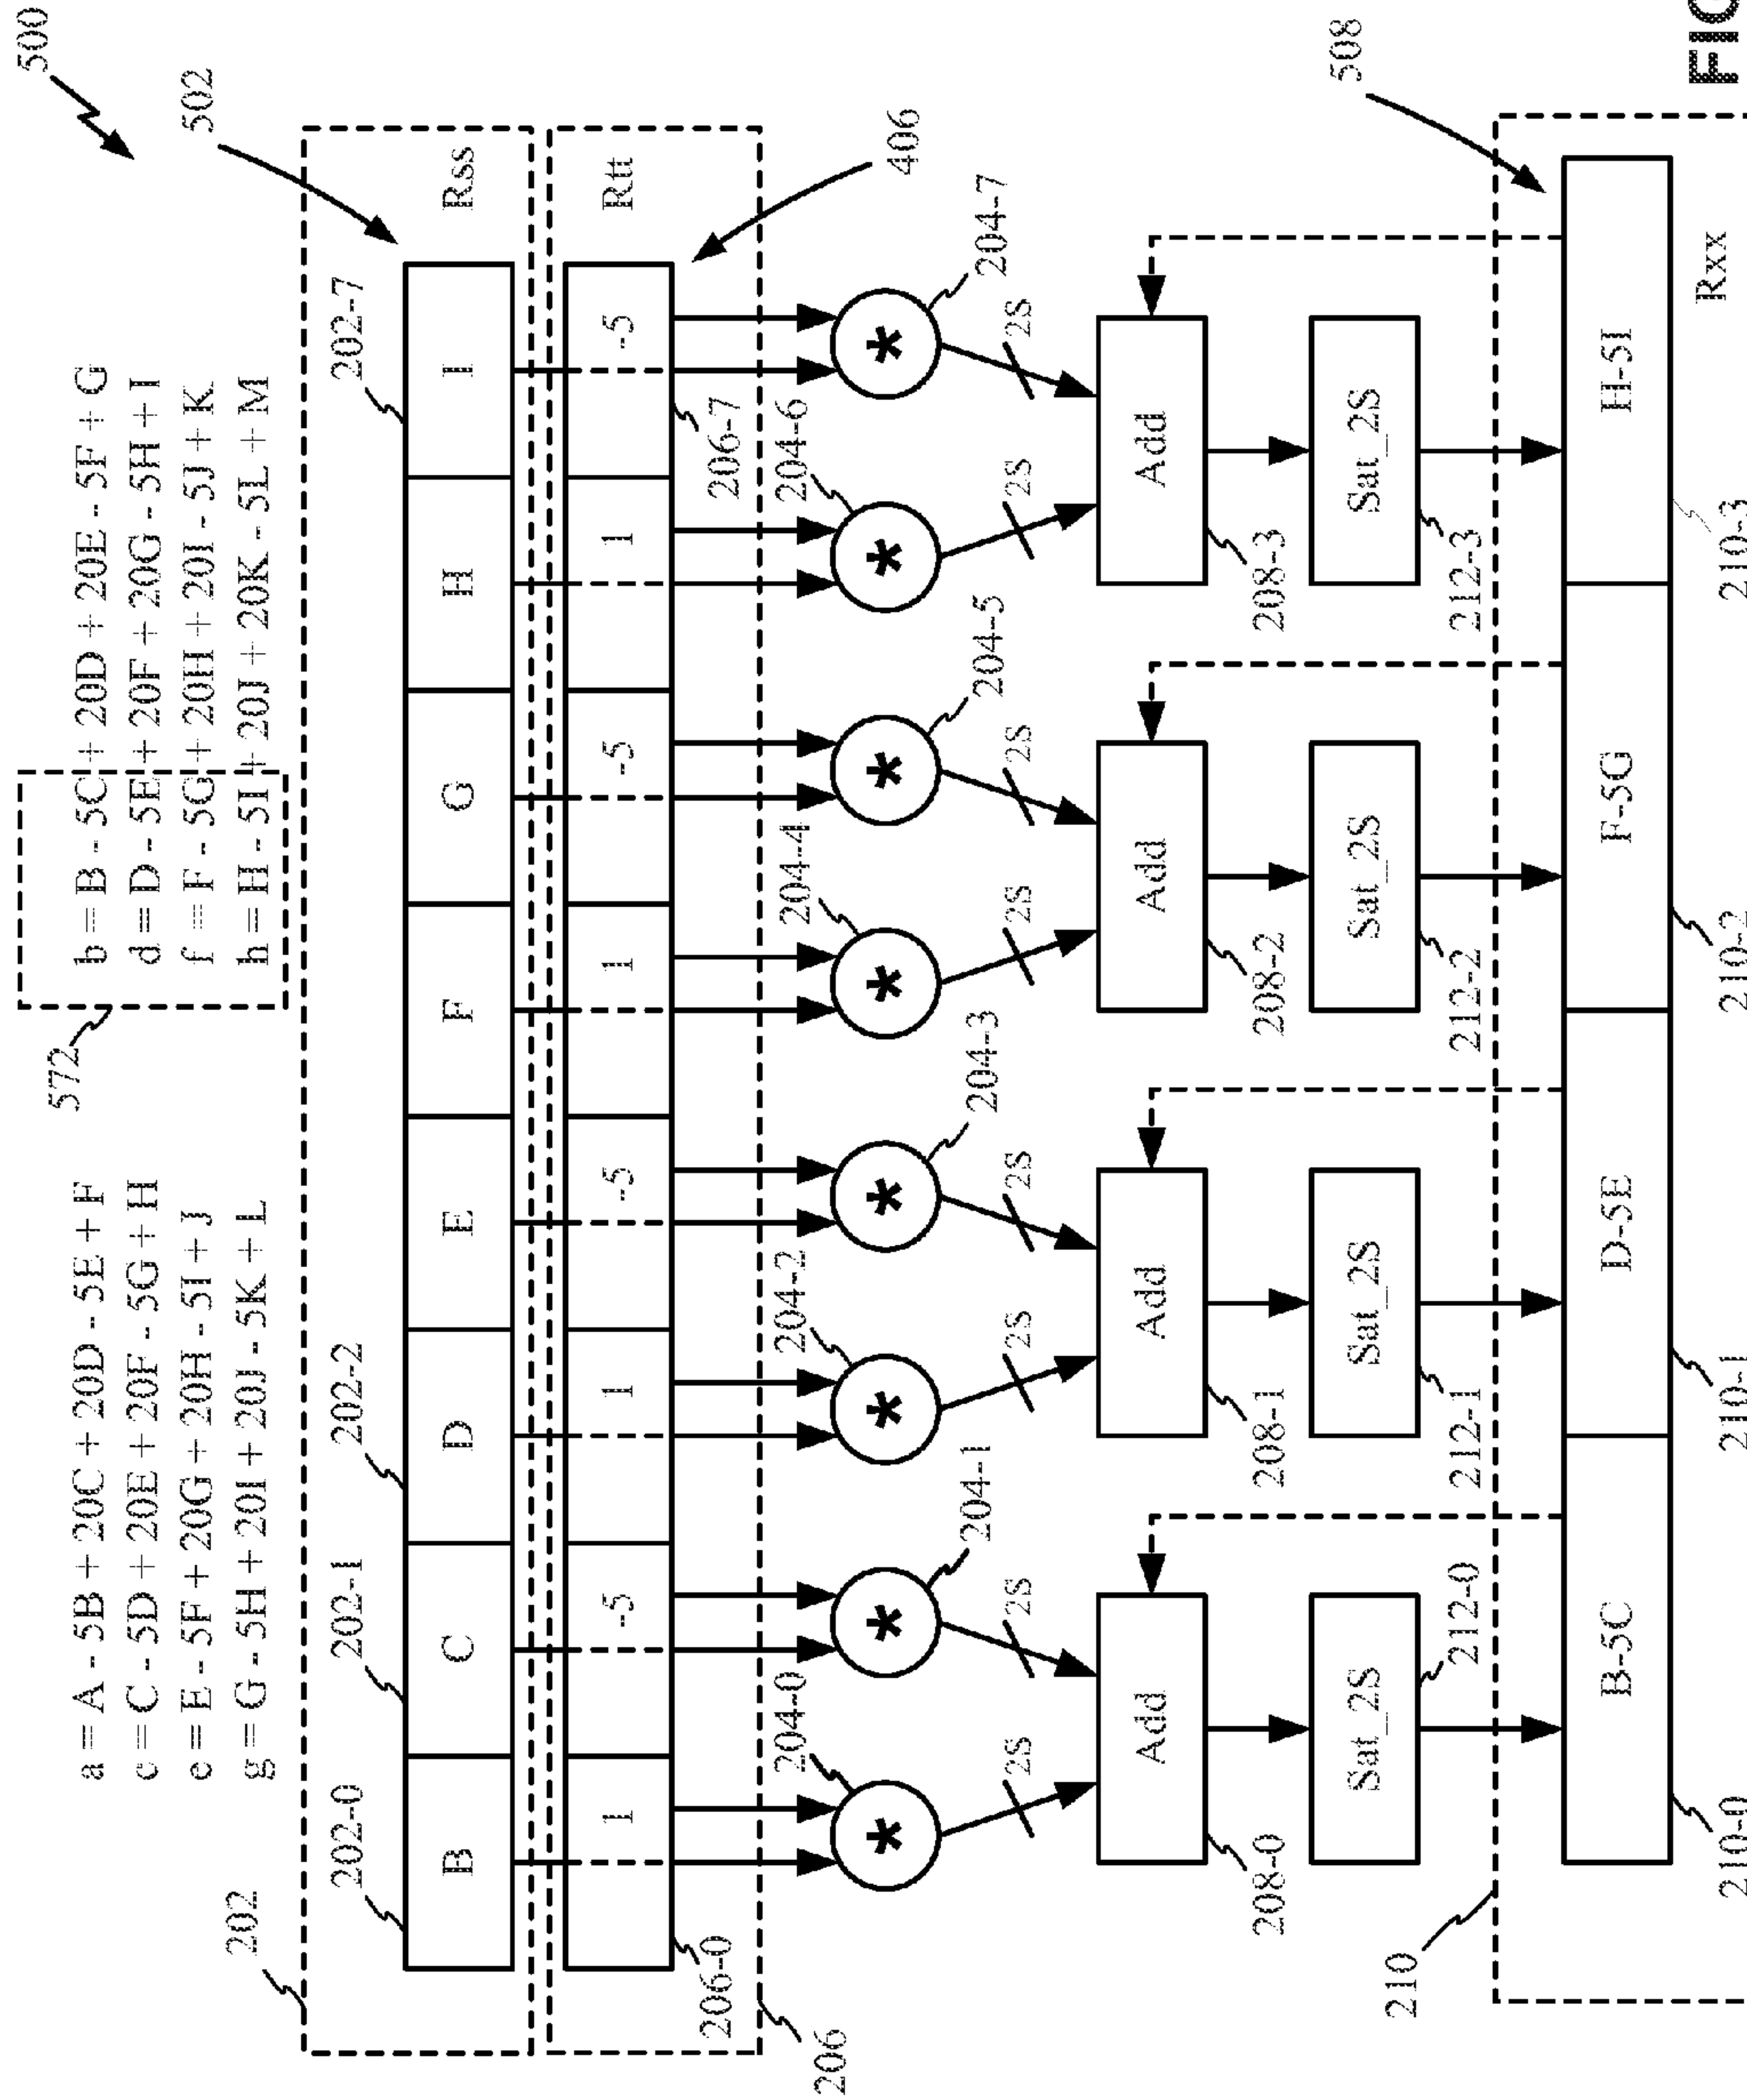 500
a = A - 5B + 20C + 20D - 5E + F
c = C - 5D + 20E + 20F - 5G + H
e = E - 5F + 20G + 20H - 5I + J
g = G - 5H + 20I + 20J - 5K + L
572
b = B - 5C + 20D + 20E - 5F + G
d = D - 5E + 20F + 20G - 5H + I
f = F - 5G + 20H + 20I - 5J + K
h = H - 5I + 20J + 20K - 5L + M
202
202-0
202-1
202-2
202-7
502
B C D E F G H I Rss
1 -5 1 -5 1 -5 1 -5 Rtt
206
206-0
206-7
406
204-0
204-1
204-2
204-3
204-4
204-5
204-6
204-7
* * * * * * * *
2S 2S 2S 2S 2S 2S 2S 2S
Add Add Add Add
208-0
208-1
208-2
208-3
Sat_2S Sat_2S Sat_2S Sat_2S
212-0
212-1
212-2
212-3
210
508
B-5C D-5E F-5G H-5I
Rxx
210-0
210-1
210-2
210-3
FIG